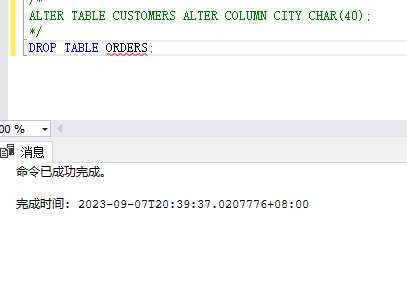 /*
ALTER TABLE CUSTOMERS ALTER COLUMN CITY CHAR(40);
*/
DROP TABLE ORDERS;
00 %
消息
命令已成功完成。
完成时间: 2023-09-07T20:39:37.0207776+08:00